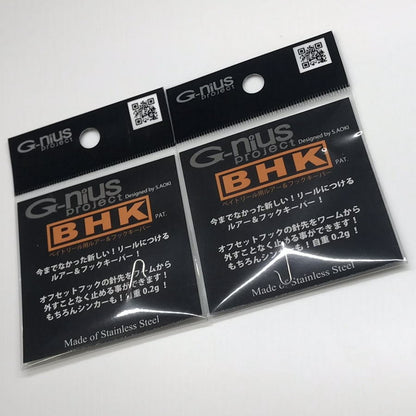 G-nius
project
G-nius
project
Designed by S.AOKI
BHK
PAT.
ベイトリール用ルアー&フックキーパー
今までなかった新しい！リールにつける
ルアー&フックキーパー！
オフセットフックの針先をワームから
外すことなく止める事ができます！
もちろんシンカーも！自重 0.2g！
Made of Stainless Steel
G-nius
project
G-nius
project
Designed by S.AOKI
BHK
PAT.
ベイトリール用ルアー&フックキーパー
今までなかった新しい！リールにつける
ルアー&フックキーパー！
オフセットフックの針先をワームから
外すことなく止める事ができます！
もちろんシンカーも！自重 0.2g！
Made of Stainless Steel